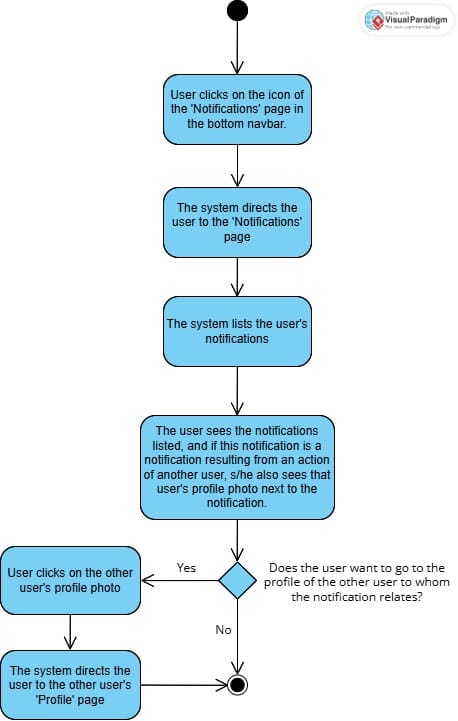 Made with
VisualParadigm
For non-commercial use
User clicks on the icon of
the 'Notifications' page in
the bottom navbar.
The system directs the
user to the 'Notifications'
page
The system lists the user's
notifications
The user sees the notifications
listed, and if this notification is a
notification resulting from an action
of another user, s/he also sees that
user's profile photo next to the
notification.
Does the user want to go to the
profile of the other user to whom
the notification relates?
Yes
User clicks on the other
user's profile photo
No
The system directs the
user to the other user's
'Profile' page